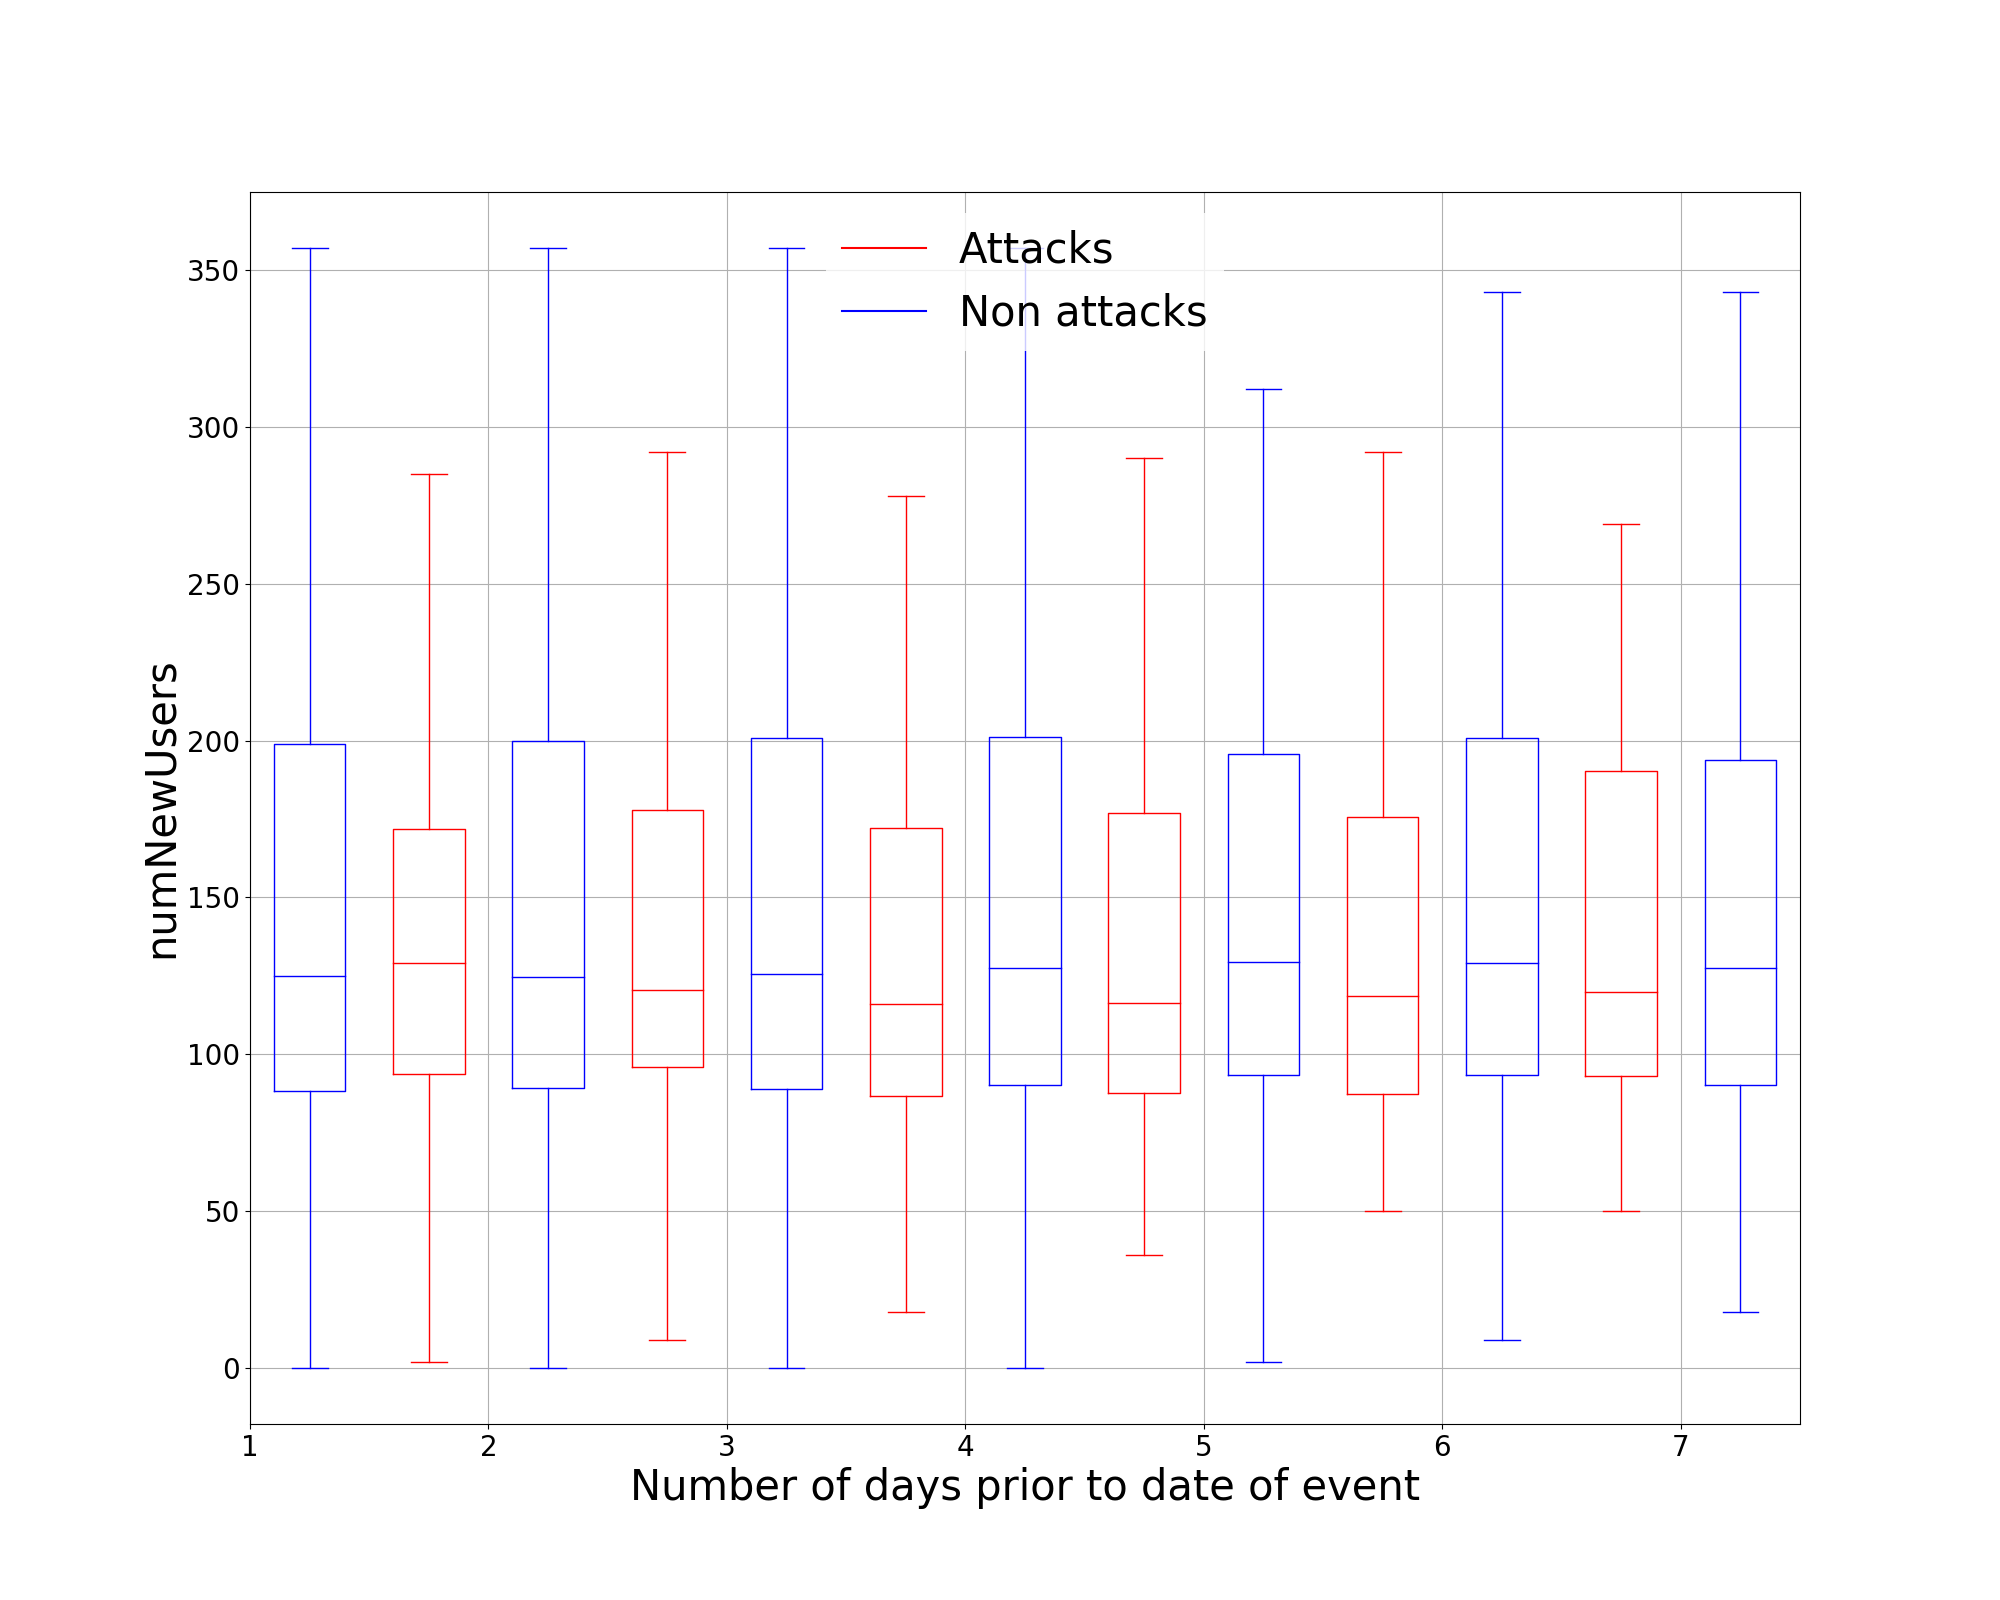 Attacks
Non attacks
350
300
250
200
150
100
50
0
numNewUsers
1 2 3 4 5 6 7
Number of days prior to date of event